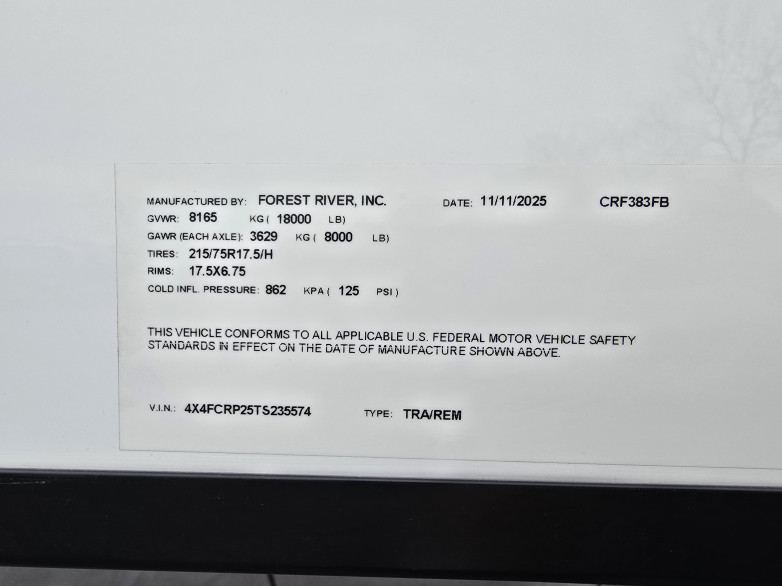 MANUFACTURED BY: FOREST RIVER, INC. DATE: 11/11/2025 CRF383FB
GVWR: 8165 KG ( 18000 LB)
GAWR (EACH AXLE): 3629 KG ( 8000 LB)
TIRES: 215/75R17.5/H
RIMS: 17.5X6.75
COLD INFL. PRESSURE: 862 KPA ( 125 PSI )
THIS VEHICLE CONFORMS TO ALL APPLICABLE U.S. FEDERAL MOTOR VEHICLE SAFETY
STANDARDS IN EFFECT ON THE DATE OF MANUFACTURE SHOWN ABOVE.
V.I.N.: 4X4FCRP25TS235574 TYPE: TRA/REM